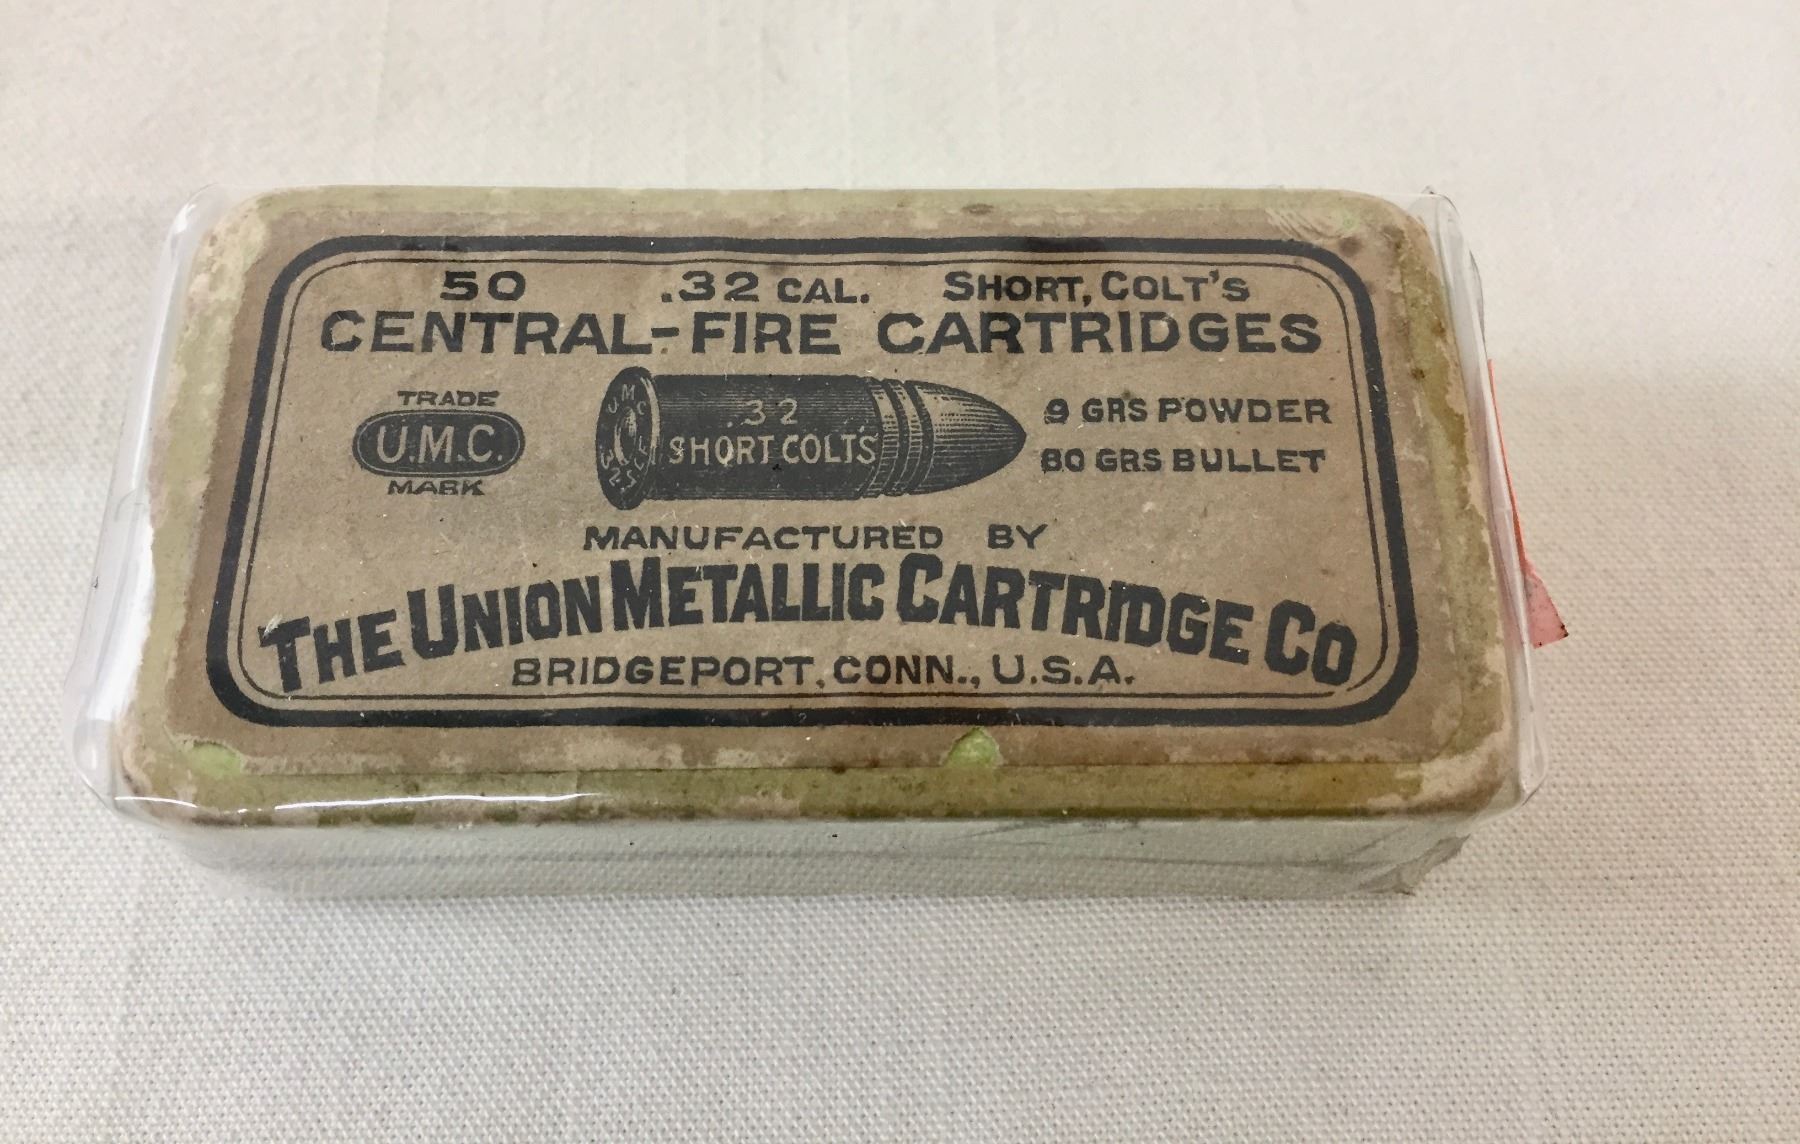 50 .32 CAL. SHORT, COLT'S
CENTRAL-FIRE CARTRIDGES
TRADE
U.M.C.
MARK
U M C
.32
SHORT COLT'S
9 GRS POWDER
80 GRS BULLET
MANUFACTURED BY
THE UNION METALLIC CARTRIDGE CO
BRIDGEPORT, CONN., U.S.A.